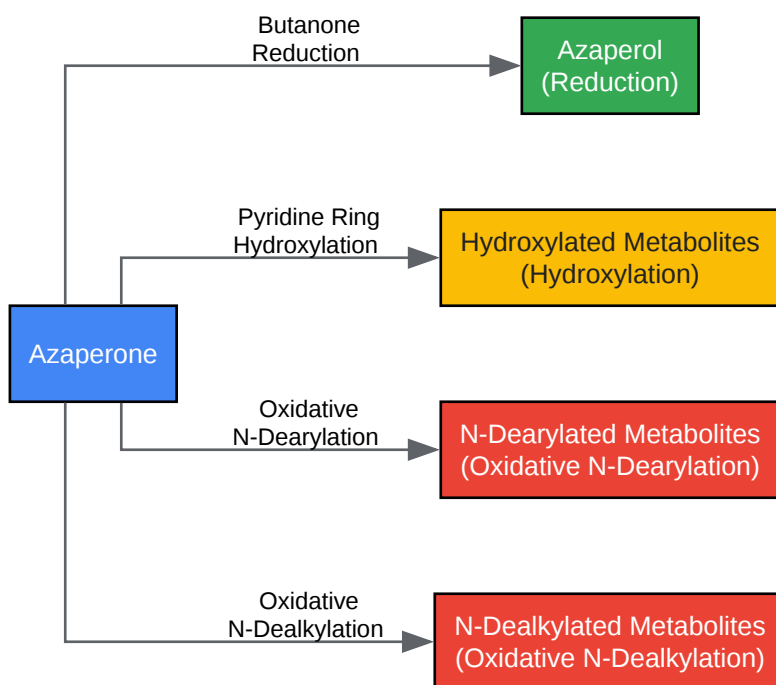 Butanone
Reduction
Azaperol
(Reduction)
Pyridine Ring
Hydroxylation
Hydroxylated Metabolites
(Hydroxylation)
Azaperone
Oxidative
N-Dearylation
N-Dearylated Metabolites
(Oxidative N-Dearylation)
Oxidative
N-Dealkylation
N-Dealkylated Metabolites
(Oxidative N-Dealkylation)